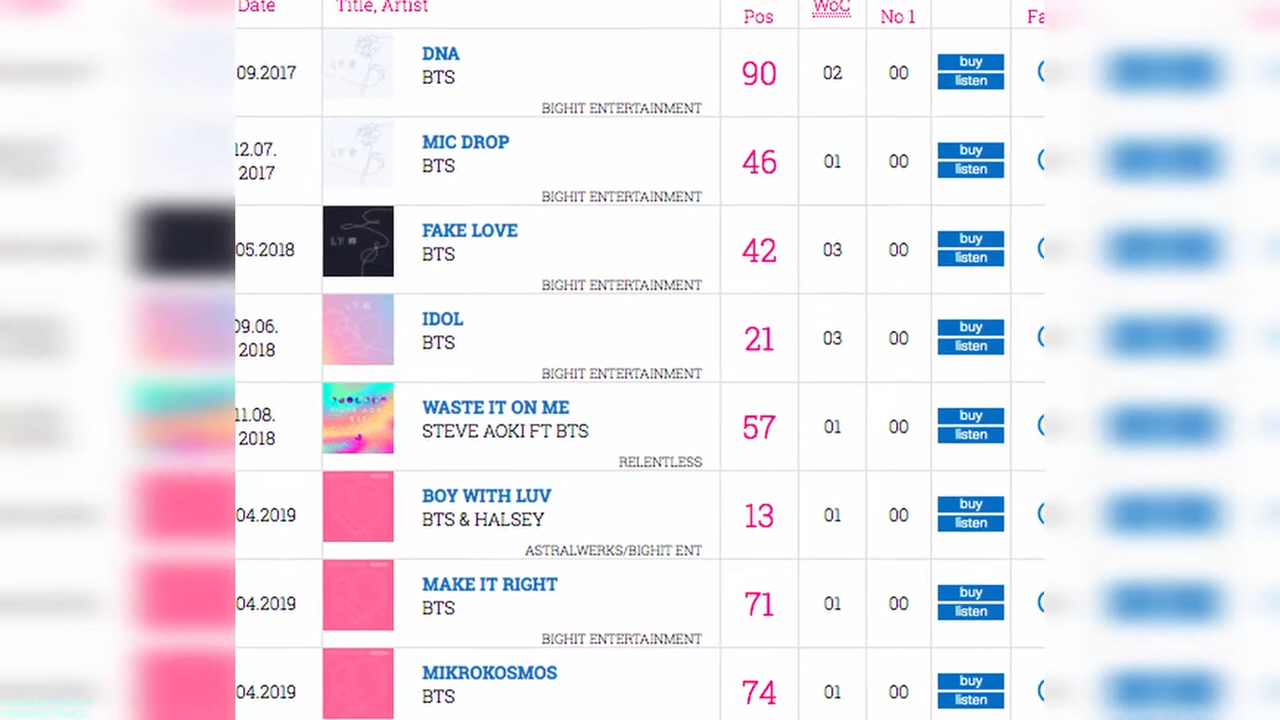 Date Title, Artist Pos WoC No 1 Fa
09.2017 DNA 90 02 00 buy
BTS listen
BIGHIT ENTERTAINMENT
12.07. MIC DROP 46 01 00 buy
2017 BTS listen
BIGHIT ENTERTAINMENT
05.2018 FAKE LOVE 42 03 00 buy
BTS listen
BIGHIT ENTERTAINMENT
09.06. IDOL 21 03 00 buy
2018 BTS listen
BIGHIT ENTERTAINMENT
11.08. WASTE IT ON ME 57 01 00 buy
2018 STEVE AOKI FT BTS listen
RELENTLESS
04.2019 BOY WITH LUV 13 01 00 buy
BTS & HALSEY listen
ASTRALWERKS/BIGHIT ENT
04.2019 MAKE IT RIGHT 71 01 00 buy
BTS listen
BIGHIT ENTERTAINMENT
04.2019 MIKROKOSMOS 74 01 00 buy
BTS listen